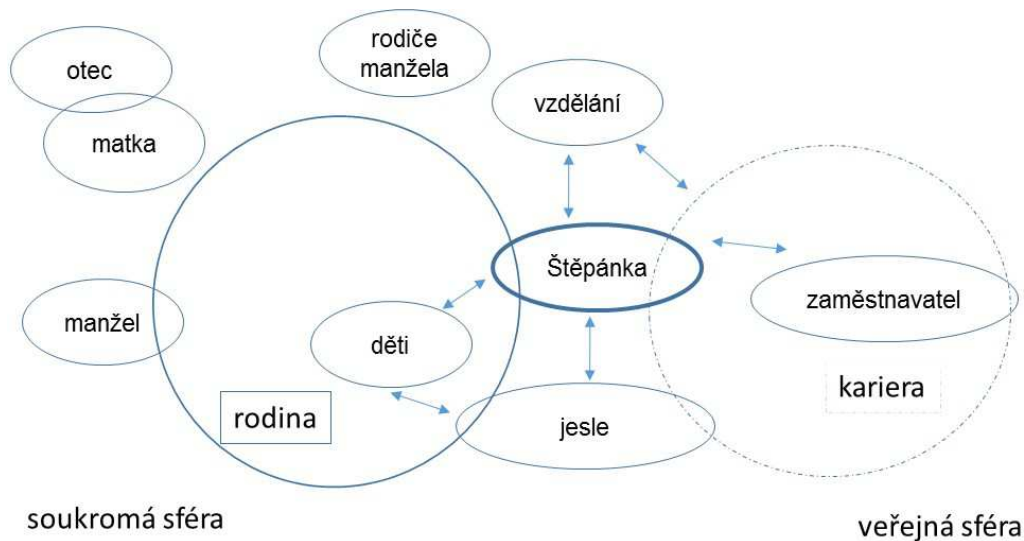 rodiče
manžela
otec
vzdělání
matka
Štěpánka
zaměstnavatel
manžel
děti
kariera
rodina
jesle
soukromá sféra
veřejná sféra